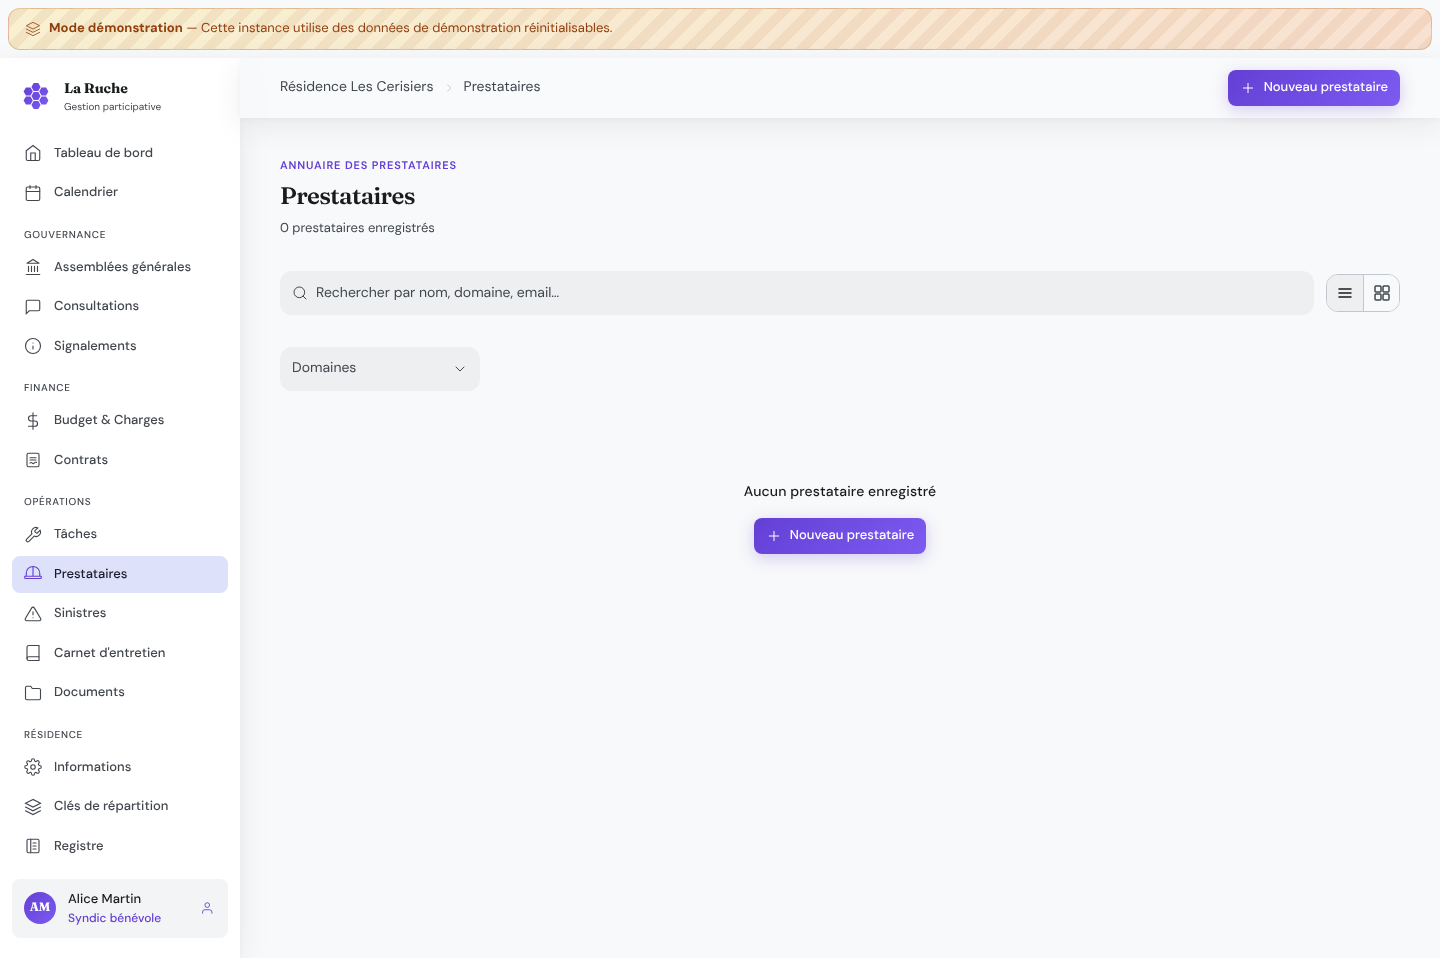 Mode démonstration — Cette instance utilise des données de démonstration réinitialisables.
La Ruche
Gestion participative
Tableau de bord
Calendrier
GOUVERNANCE
Assemblées générales
Consultations
Signalements
FINANCE
Budget & Charges
Contrats
OPÉRATIONS
Tâches
Prestataires
Sinistres
Carnet d'entretien
Documents
RÉSIDENCE
Informations
Clés de répartition
Registre
AM
Alice Martin
Syndic bénévole
Résidence Les Cerisiers
Prestataires
Nouveau prestataire
ANNUAIRE DES PRESTATAIRES
Prestataires
0 prestataires enregistrés
Rechercher par nom, domaine, email...
Domaines
Aucun prestataire enregistré
Nouveau prestataire